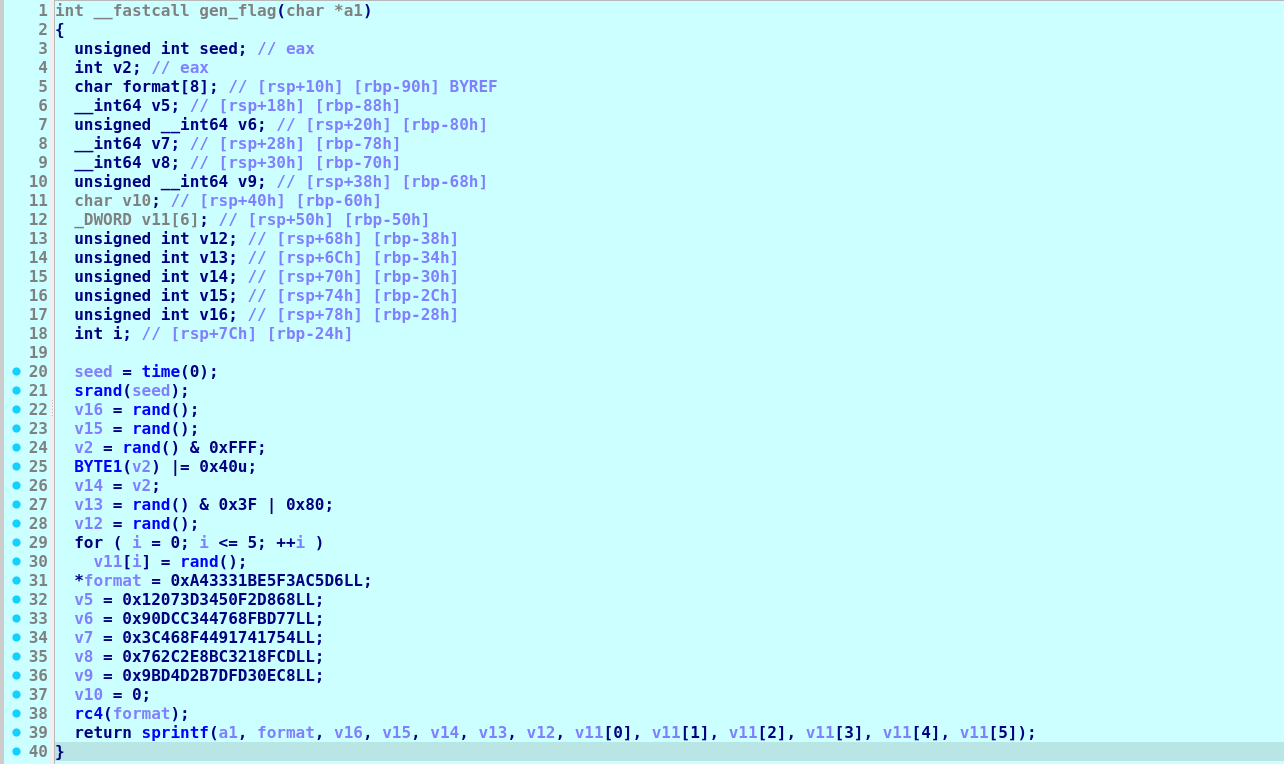 1 int __fastcall gen_flag(char *a1)
2 {
3 unsigned int seed; // eax
4 int v2; // eax
5 char format[8]; // [rsp+10h] [rbp-90h] BYREF
6 __int64 v5; // [rsp+18h] [rbp-88h]
7 unsigned __int64 v6; // [rsp+20h] [rbp-80h]
8 __int64 v7; // [rsp+28h] [rbp-78h]
9 __int64 v8; // [rsp+30h] [rbp-70h]
10 unsigned __int64 v9; // [rsp+38h] [rbp-68h]
11 char v10; // [rsp+40h] [rbp-60h]
12 _DWORD v11[6]; // [rsp+50h] [rbp-50h]
13 unsigned int v12; // [rsp+68h] [rbp-38h]
14 unsigned int v13; // [rsp+6Ch] [rbp-34h]
15 unsigned int v14; // [rsp+70h] [rbp-30h]
16 unsigned int v15; // [rsp+74h] [rbp-2Ch]
17 unsigned int v16; // [rsp+78h] [rbp-28h]
18 int i; // [rsp+7Ch] [rbp-24h]
19
20 seed = time(0);
21 srand(seed);
22 v16 = rand();
23 v15 = rand();
24 v2 = rand() & 0xFFF;
25 BYTE1(v2) |= 0x40u;
26 v14 = v2;
27 v13 = rand() & 0x3F | 0x80;
28 v12 = rand();
29 for ( i = 0; i <= 5; ++i )
30 v11[i] = rand();
31 *format = 0xA43331BE5F3AC5D6LL;
32 v5 = 0x12073D3450F2D868LL;
33 v6 = 0x90DCC344768FBD77LL;
34 v7 = 0x3C468F4491741754LL;
35 v8 = 0x762C2E8BC3218FCDLL;
36 v9 = 0x9BD4D2B7DFD30EC8LL;
37 v10 = 0;
38 rc4(format);
39 return sprintf(a1, format, v16, v15, v14, v13, v12, v11[0], v11[1], v11[2], v11[3], v11[4], v11[5]);
40 }